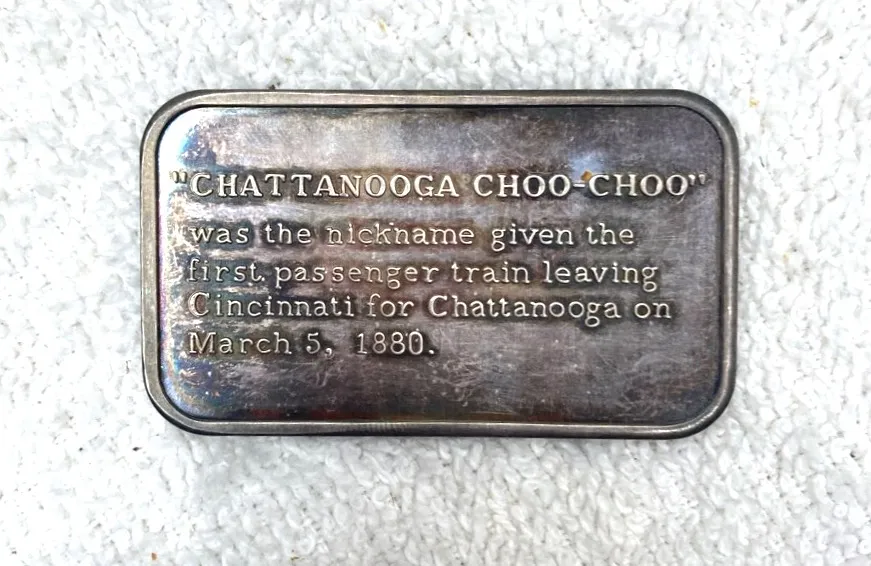 "CHATTANOOGA CHOO-CHOO"
was the nickname given the
first passenger train leaving
Cincinnati for Chattanooga on
March 5, 1880.